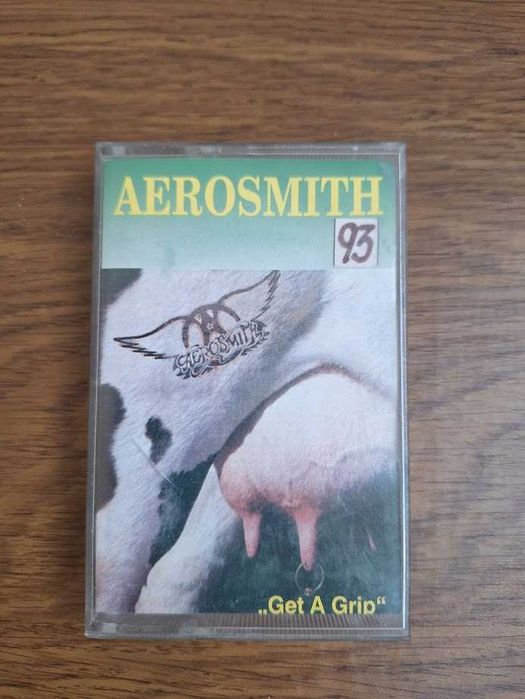 AEROSMITH
93
AEROSMITH
„Get A Grip“